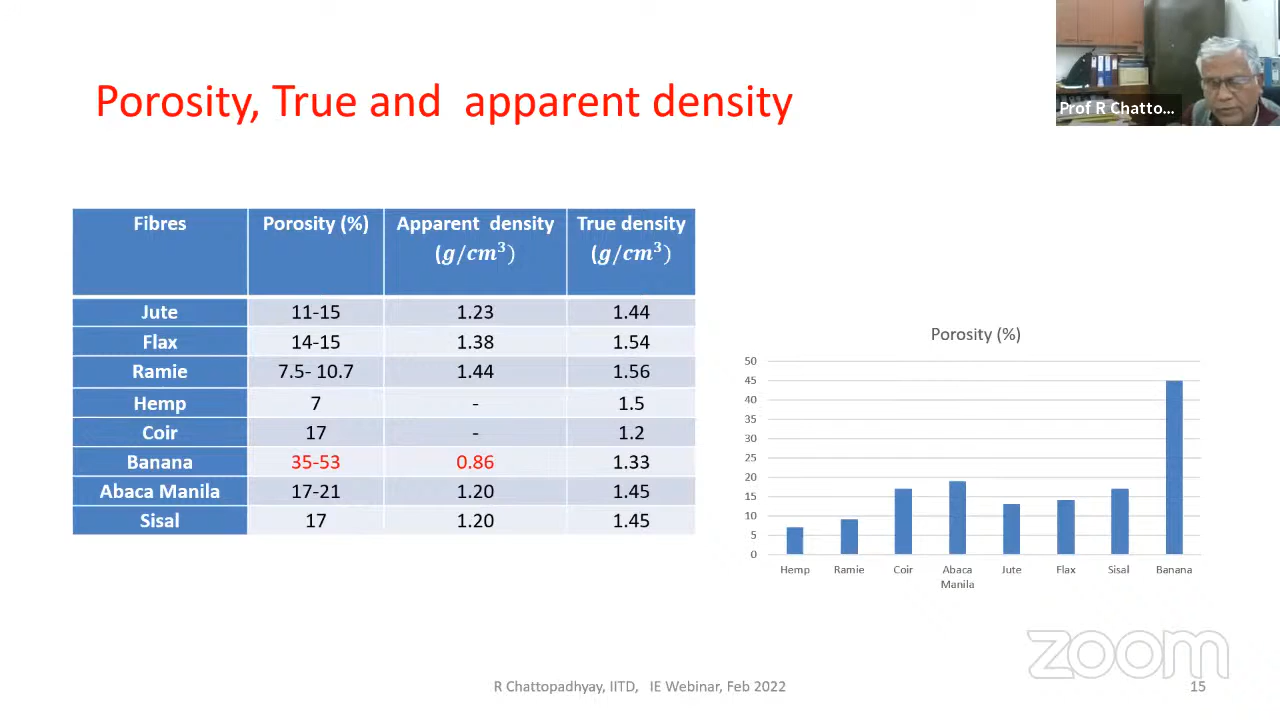 Porosity, True and apparent density
Prof R Chatto...
Fibres Porosity (%) Apparent density (g/cm³) True density (g/cm³)
Jute 11-15 1.23 1.44
Flax 14-15 1.38 1.54
Ramie 7.5- 10.7 1.44 1.56
Hemp 7 - 1.5
Coir 17 - 1.2
Banana 35-53 0.86 1.33
Abaca Manila 17-21 1.20 1.45
Sisal 17 1.20 1.45
Porosity (%)
50
45
40
35
30
25
20
15
10
5
0
Hemp Ramie Coir Abaca Manila Jute Flax Sisal Banana
zoom
R Chattopadhyay, IITD, IE Webinar, Feb 2022
15